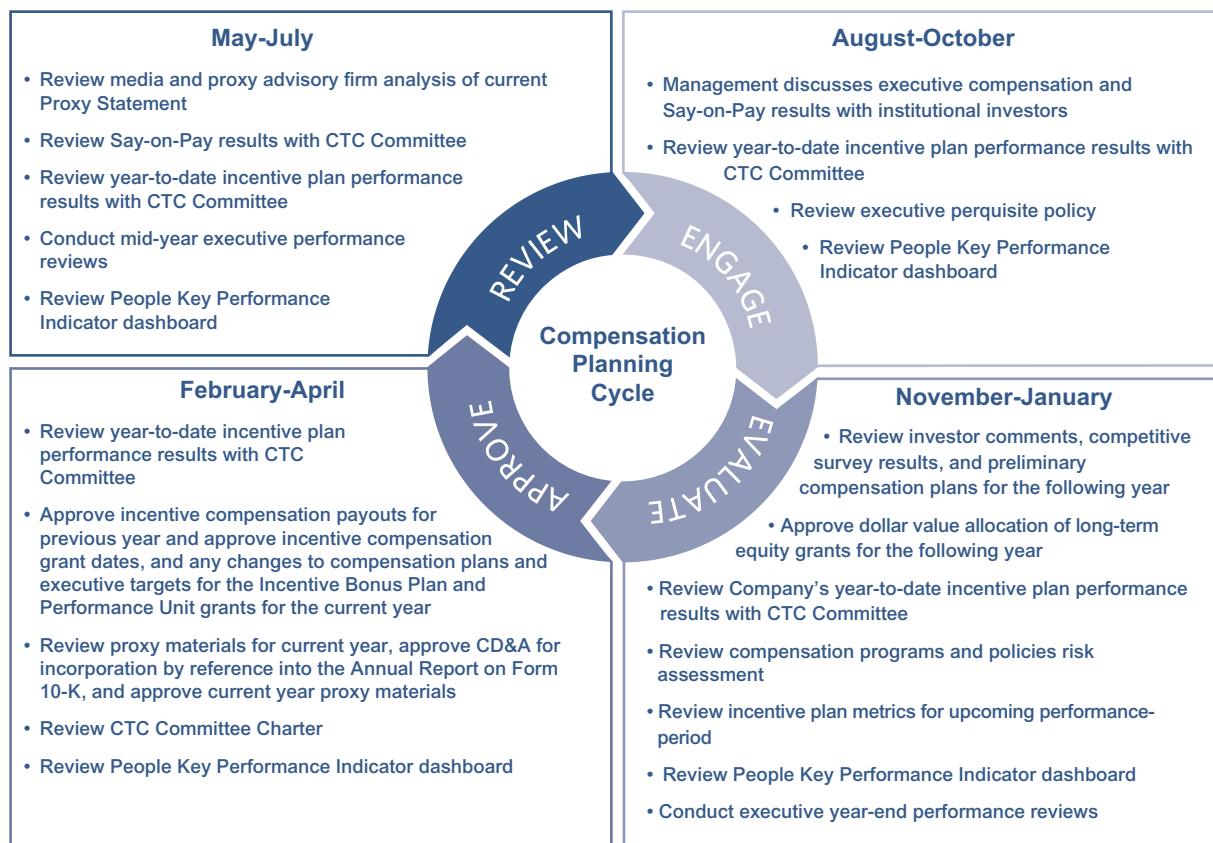 May-July
• Review media and proxy advisory firm analysis of current
Proxy Statement
• Review Say-on-Pay results with CTC Committee
• Review year-to-date incentive plan performance
results with CTC Committee
• Conduct mid-year executive performance
reviews
• Review People Key Performance
Indicator dashboard
August-October
• Management discusses executive compensation and
Say-on-Pay results with institutional investors
• Review year-to-date incentive plan performance results with
CTC Committee
• Review executive perquisite policy
• Review People Key Performance
Indicator dashboard
REVIEW
ENGAGE
Compensation
Planning
Cycle
APPROVE
EVALUATE
February-April
• Review year-to-date incentive plan
performance results with CTC
Committee
• Approve incentive compensation payouts for
previous year and approve incentive compensation
grant dates, and any changes to compensation plans and
executive targets for the Incentive Bonus Plan and
Performance Unit grants for the current year
• Review proxy materials for current year, approve CD&A for
incorporation by reference into the Annual Report on Form
10-K, and approve current year proxy materials
• Review CTC Committee Charter
• Review People Key Performance Indicator dashboard
November-January
• Review investor comments, competitive
survey results, and preliminary
compensation plans for the following year
• Approve dollar value allocation of long-term
equity grants for the following year
• Review Company’s year-to-date incentive plan performance
results with CTC Committee
• Review compensation programs and policies risk
assessment
• Review incentive plan metrics for upcoming performance-
period
• Review People Key Performance Indicator dashboard
• Conduct executive year-end performance reviews